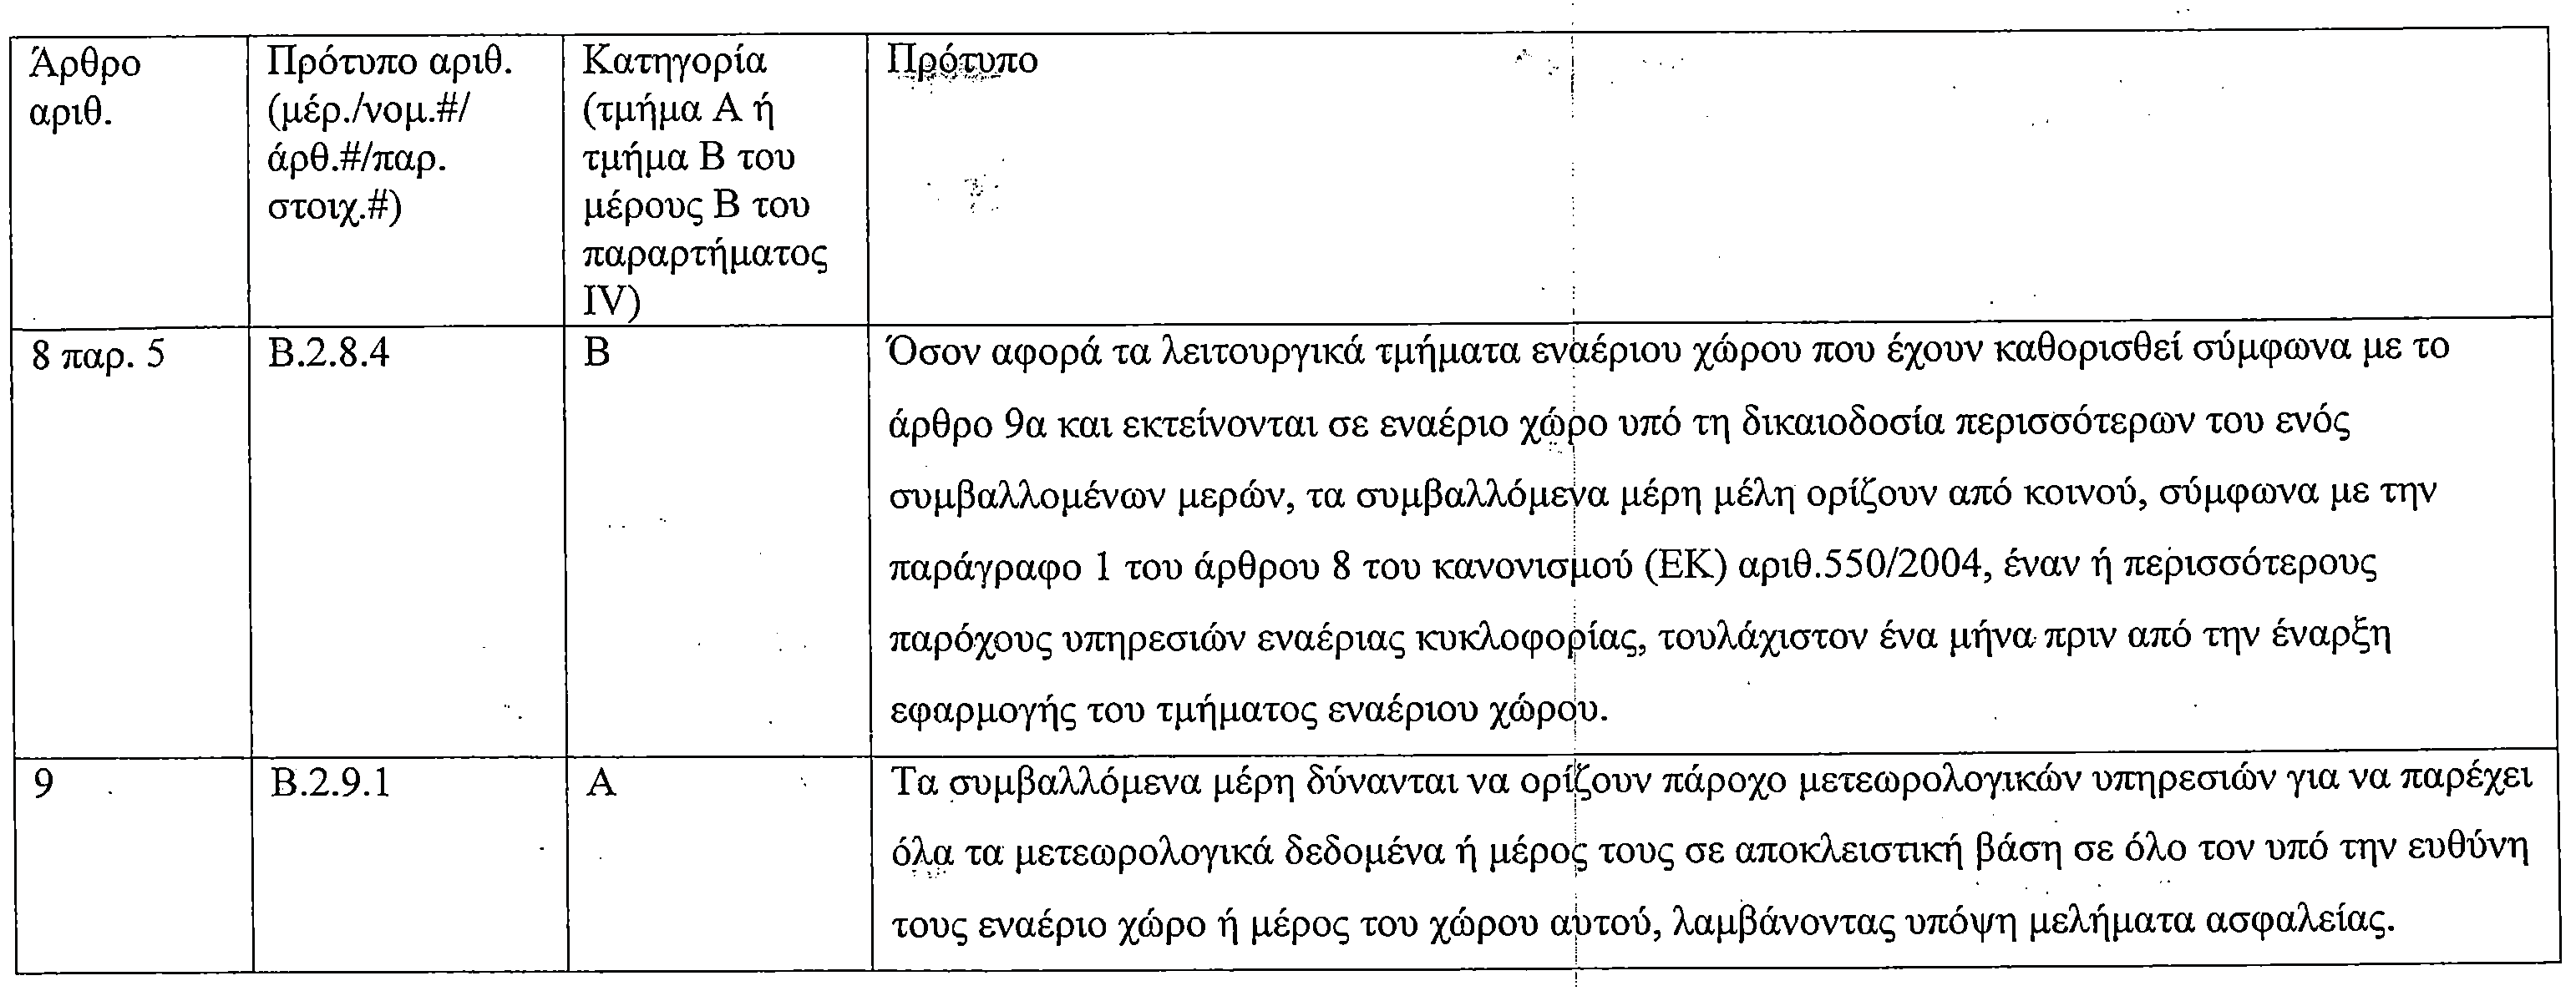 Άρθρο
αριθ.
Πρότυπο αριθ.
(μέρ./νομ.#/
άρθ.#/παρ.
στοιχ.#)
Κατηγορία
(τμήμα Α ή
τμήμα Β του
μέρους Β του
παραρτήματος
IV)
Πρότυπο
8 παρ. 5
Β.2.8.4
Β
Όσον αφορά τα λειτουργικά τμήματα εναέριου χώρου που έχουν καθορισθεί σύμφωνα με το
άρθρο 9α και εκτείνονται σε εναέριο χώρο υπό τη δικαιοδοσία περισσότερων του ενός
συμβαλλομένων μερών, τα συμβαλλόμενα μέρη μέλη ορίζουν από κοινού, σύμφωνα με την
παράγραφο 1 του άρθρου 8 του κανονισμού (ΕΚ) αριθ.550/2004, έναν ή περισσότερους
παρόχους υπηρεσιών εναέριας κυκλοφορίας, τουλάχιστον ένα μήνα πριν από την έναρξη
εφαρμογής του τμήματος εναέριου χώρου.
9
Β.2.9.1
Α
Τα συμβαλλόμενα μέρη δύνανται να ορίζουν πάροχο μετεωρολογικών υπηρεσιών για να παρέχει
όλα τα μετεωρολογικά δεδομένα ή μέρος τους σε αποκλειστική βάση σε όλο τον υπό την ευθύνη
τους εναέριο χώρο ή μέρος του χώρου αυτού, λαμβάνοντας υπόψη μελήματα ασφαλείας.